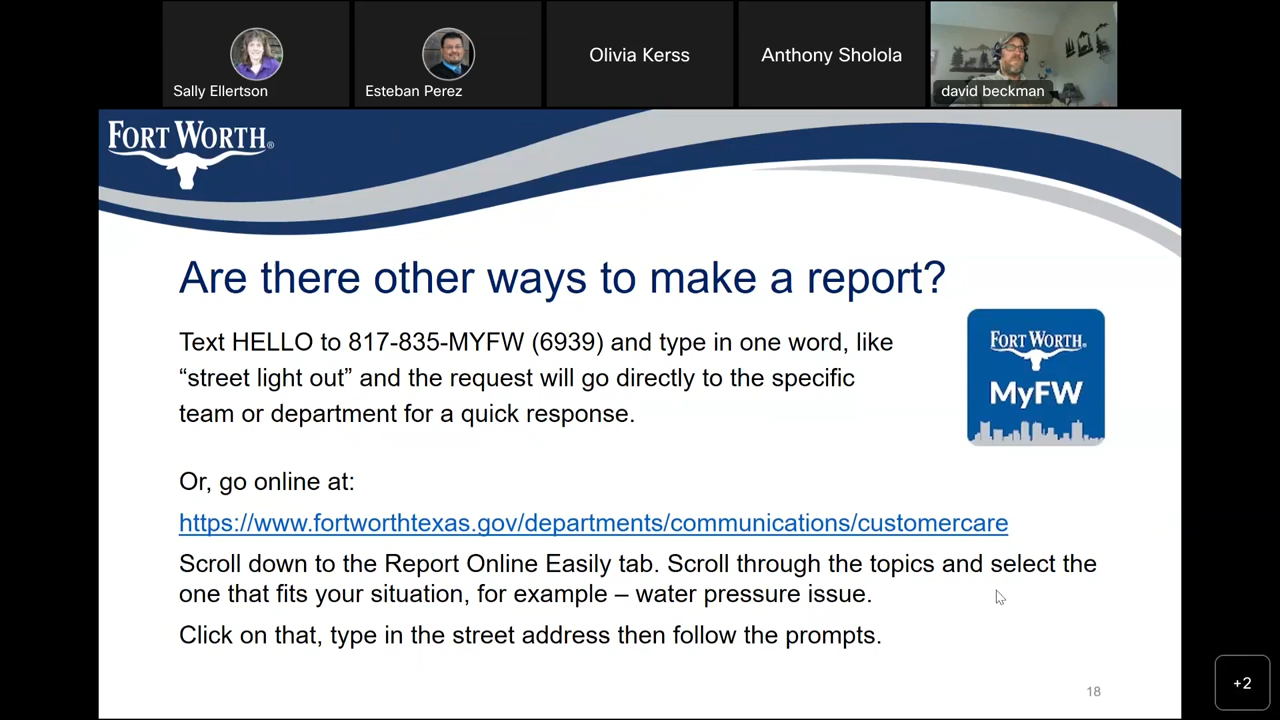 Sally Ellertson
Esteban Perez
Olivia Kerss
Anthony Sholola
david beckman
FORT WORTH®
Are there other ways to make a report?
Text HELLO to 817-835-MYFW (6939) and type in one word, like
“street light out” and the request will go directly to the specific
team or department for a quick response.
FORT WORTH®
MyFW
Or, go online at:
https://www.fortworthtexas.gov/departments/communications/customercare
Scroll down to the Report Online Easily tab. Scroll through the topics and select the
one that fits your situation, for example – water pressure issue.
Click on that, type in the street address then follow the prompts.
18
+2